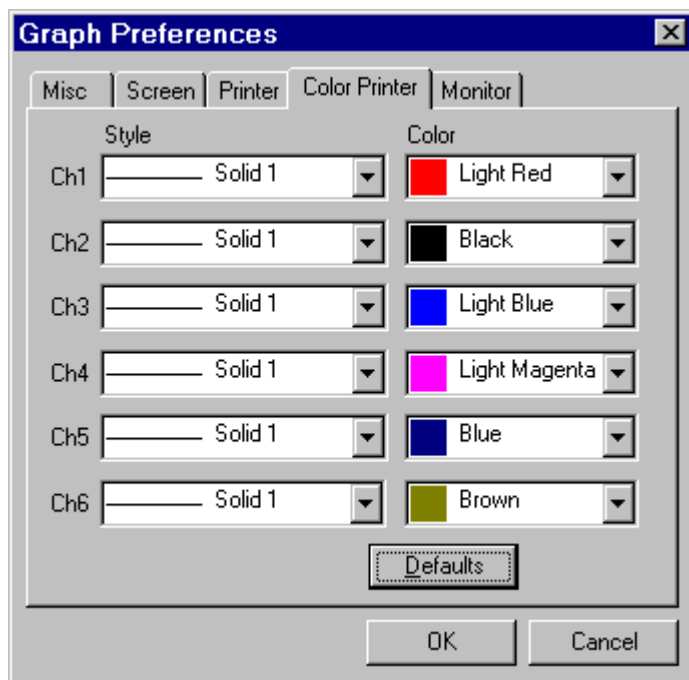 Graph Preferences
Misc Screen Printer Color Printer Monitor
Style Color
Ch1 Solid 1 Light Red
Ch2 Solid 1 Black
Ch3 Solid 1 Light Blue
Ch4 Solid 1 Light Magenta
Ch5 Solid 1 Blue
Ch6 Solid 1 Brown
Defaults
OK Cancel